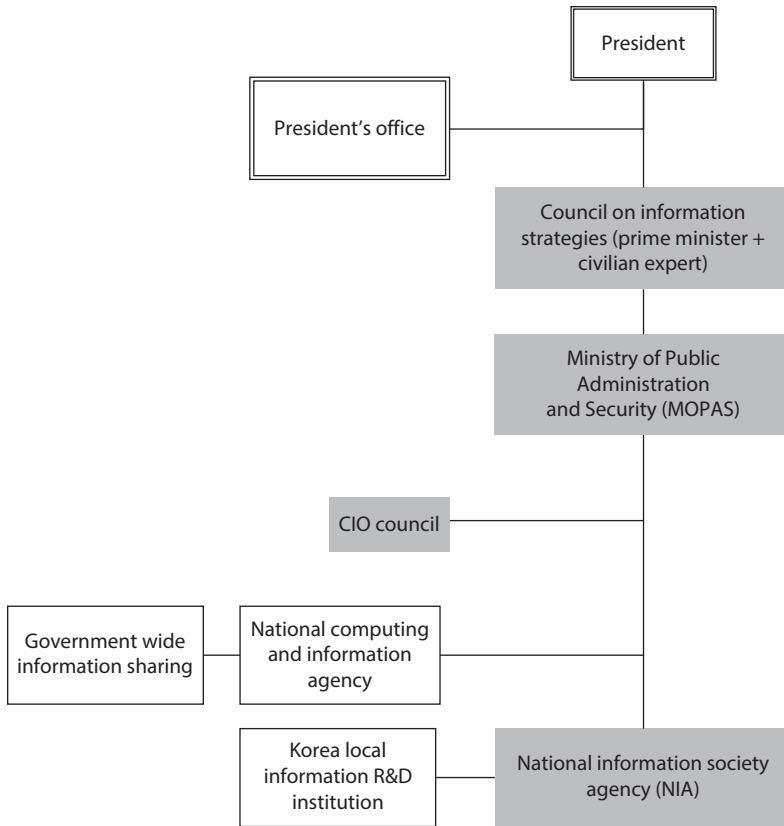 President
President’s office
Council on information
strategies (prime minister +
civilian expert)
Ministry of Public
Administration
and Security (MOPAS)
CIO council
Government wide
information sharing
National computing
and information
agency
Korea local
information R&D
institution
National information society
agency (NIA)